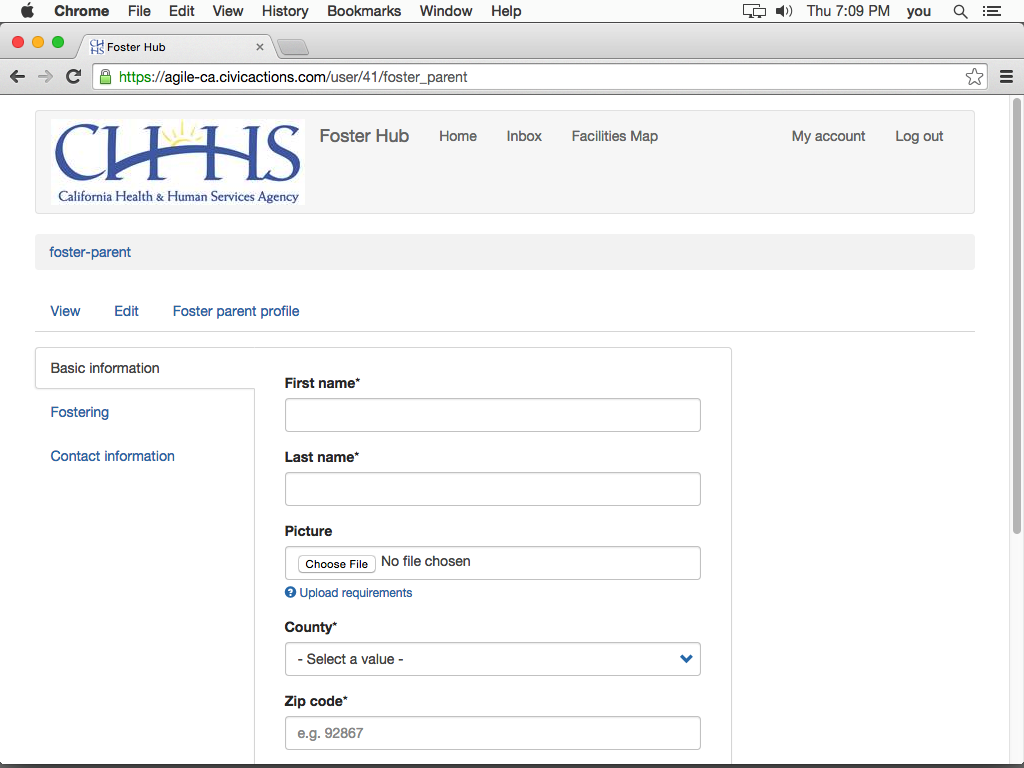 Chrome File Edit View History Bookmarks Window Help Thu 7:09 PM you
CH HS Foster Hub ×
https://agile-ca.civicactions.com/user/41/foster_parent
CHHS
California Health & Human Services Agency
Foster Hub Home Inbox Facilities Map My account Log out
foster-parent
View Edit Foster parent profile
Basic information
Fostering
Contact information
First name*
Last name*
Picture
Choose File No file chosen
? Upload requirements
County*
- Select a value -
Zip code*
e.g. 92867